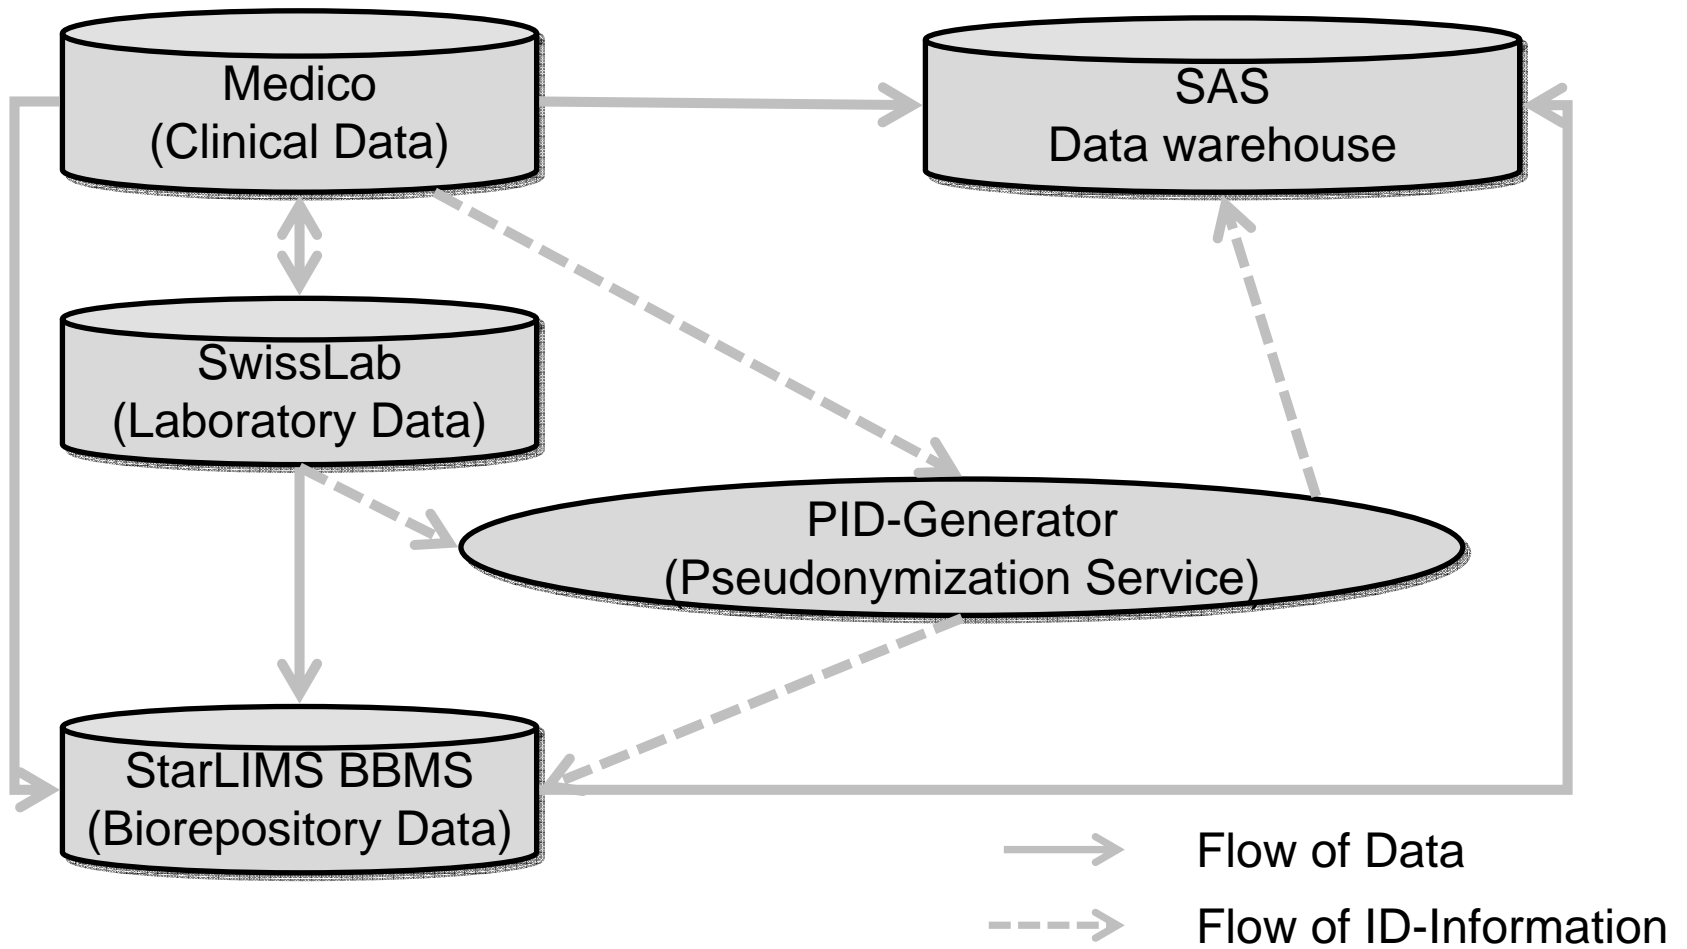 Medico
(Clinical Data)
SAS
Data warehouse
SwissLab
(Laboratory Data)
PID-Generator
(Pseudonymization Service)
StarLIMS BBMS
(Biorepository Data)
Flow of Data
Flow of ID-Information